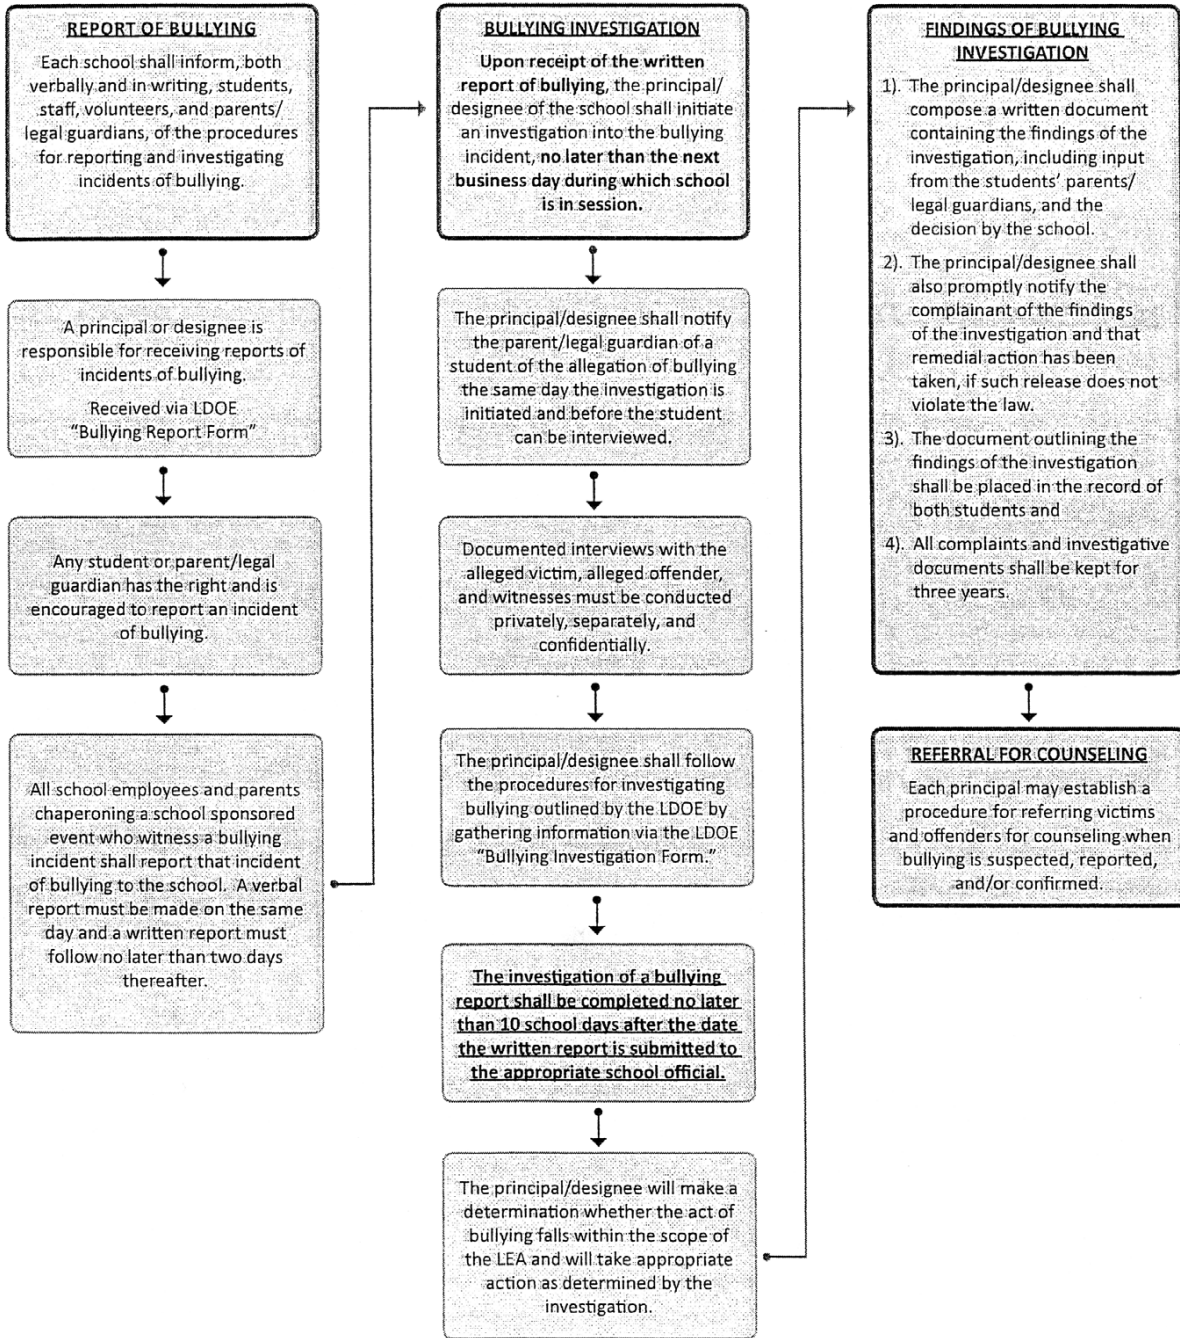 REPORT OF BULLYING
Each school shall inform, both
verbally and in writing, students,
staff, volunteers, and parents/
legal guardians, of the procedures
for reporting and investigating
incidents of bullying.
A principal or designee is
responsible for receiving reports of
incidents of bullying.
Received via LDOE
“Bullying Report Form”
Any student or parent/legal
guardian has the right and is
encouraged to report an incident
of bullying.
All school employees and parents
chaperoning a school sponsored
event who witness a bullying
incident shall report that incident
of bullying to the school. A verbal
report must be made on the same
day and a written report must
follow no later than two days
thereafter.
BULLYING INVESTIGATION
Upon receipt of the written
report of bullying, the principal/
designee of the school shall initiate
an investigation into the bullying
incident, no later than the next
business day during which school
is in session.
The principal/designee shall notify
the parent/legal guardian of a
student of the allegation of bullying
the same day the investigation is
initiated and before the student
can be interviewed.
Documented interviews with the
alleged victim, alleged offender,
and witnesses must be conducted
privately, separately, and
confidentially.
The principal/designee shall follow
the procedures for investigating
bullying outlined by the LDOE by
gathering information via the LDOE
“Bullying Investigation Form.”
The investigation of a bullying
report shall be completed no later
than 10 school days after the date
the written report is submitted to
the appropriate school official.
The principal/designee will make a
determination whether the act of
bullying falls within the scope of
the LEA and will take appropriate
action as determined by the
investigation.
FINDINGS OF BULLYING
INVESTIGATION
1). The principal/designee shall
compose a written document
containing the findings of the
investigation, including input
from the students’ parents/
legal guardians, and the
decision by the school.
2). The principal/designee shall
also promptly notify the
complainant of the findings
of the investigation and that
remedial action has been
taken, if such release does not
violate the law.
3). The document outlining the
findings of the investigation
shall be placed in the record of
both students and
4). All complaints and investigative
documents shall be kept for
three years.
REFERRAL FOR COUNSELING
Each principal may establish a
procedure for referring victims
and offenders for counseling when
bullying is suspected, reported,
and/or confirmed.